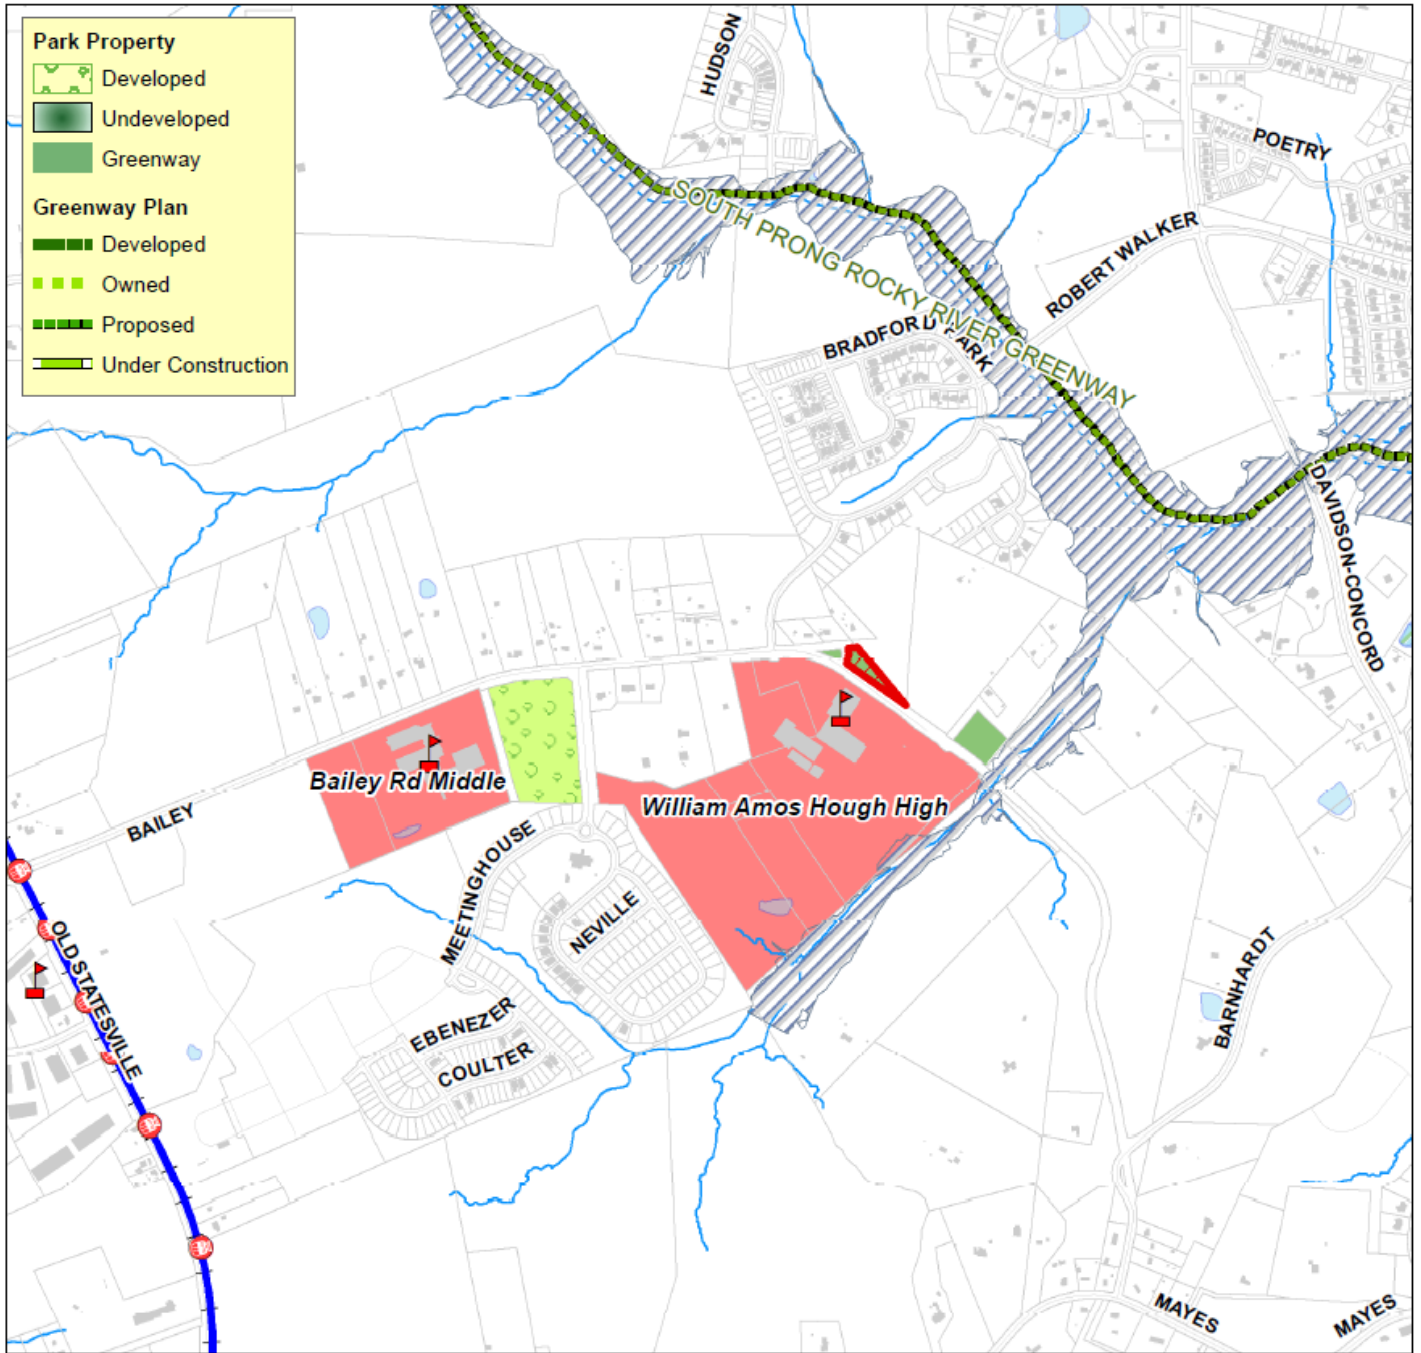 Park Property
Developed
Undeveloped
Greenway
Greenway Plan
Developed
Owned
Proposed
Under Construction
HUDSON
POETRY
SOUTH PRONG ROCKY RIVER GREENWAY
ROBERT WALKER
BRADFORD PARK
DAVIDSON-CONCORD
Bailey Rd Middle
William Amos Hough High
BAILEY
MEETINGHOUSE
NEVILLE
OLD STATESVILLE
EBENEZER
COULTER
BARNHARDT
MAYES
MAYES